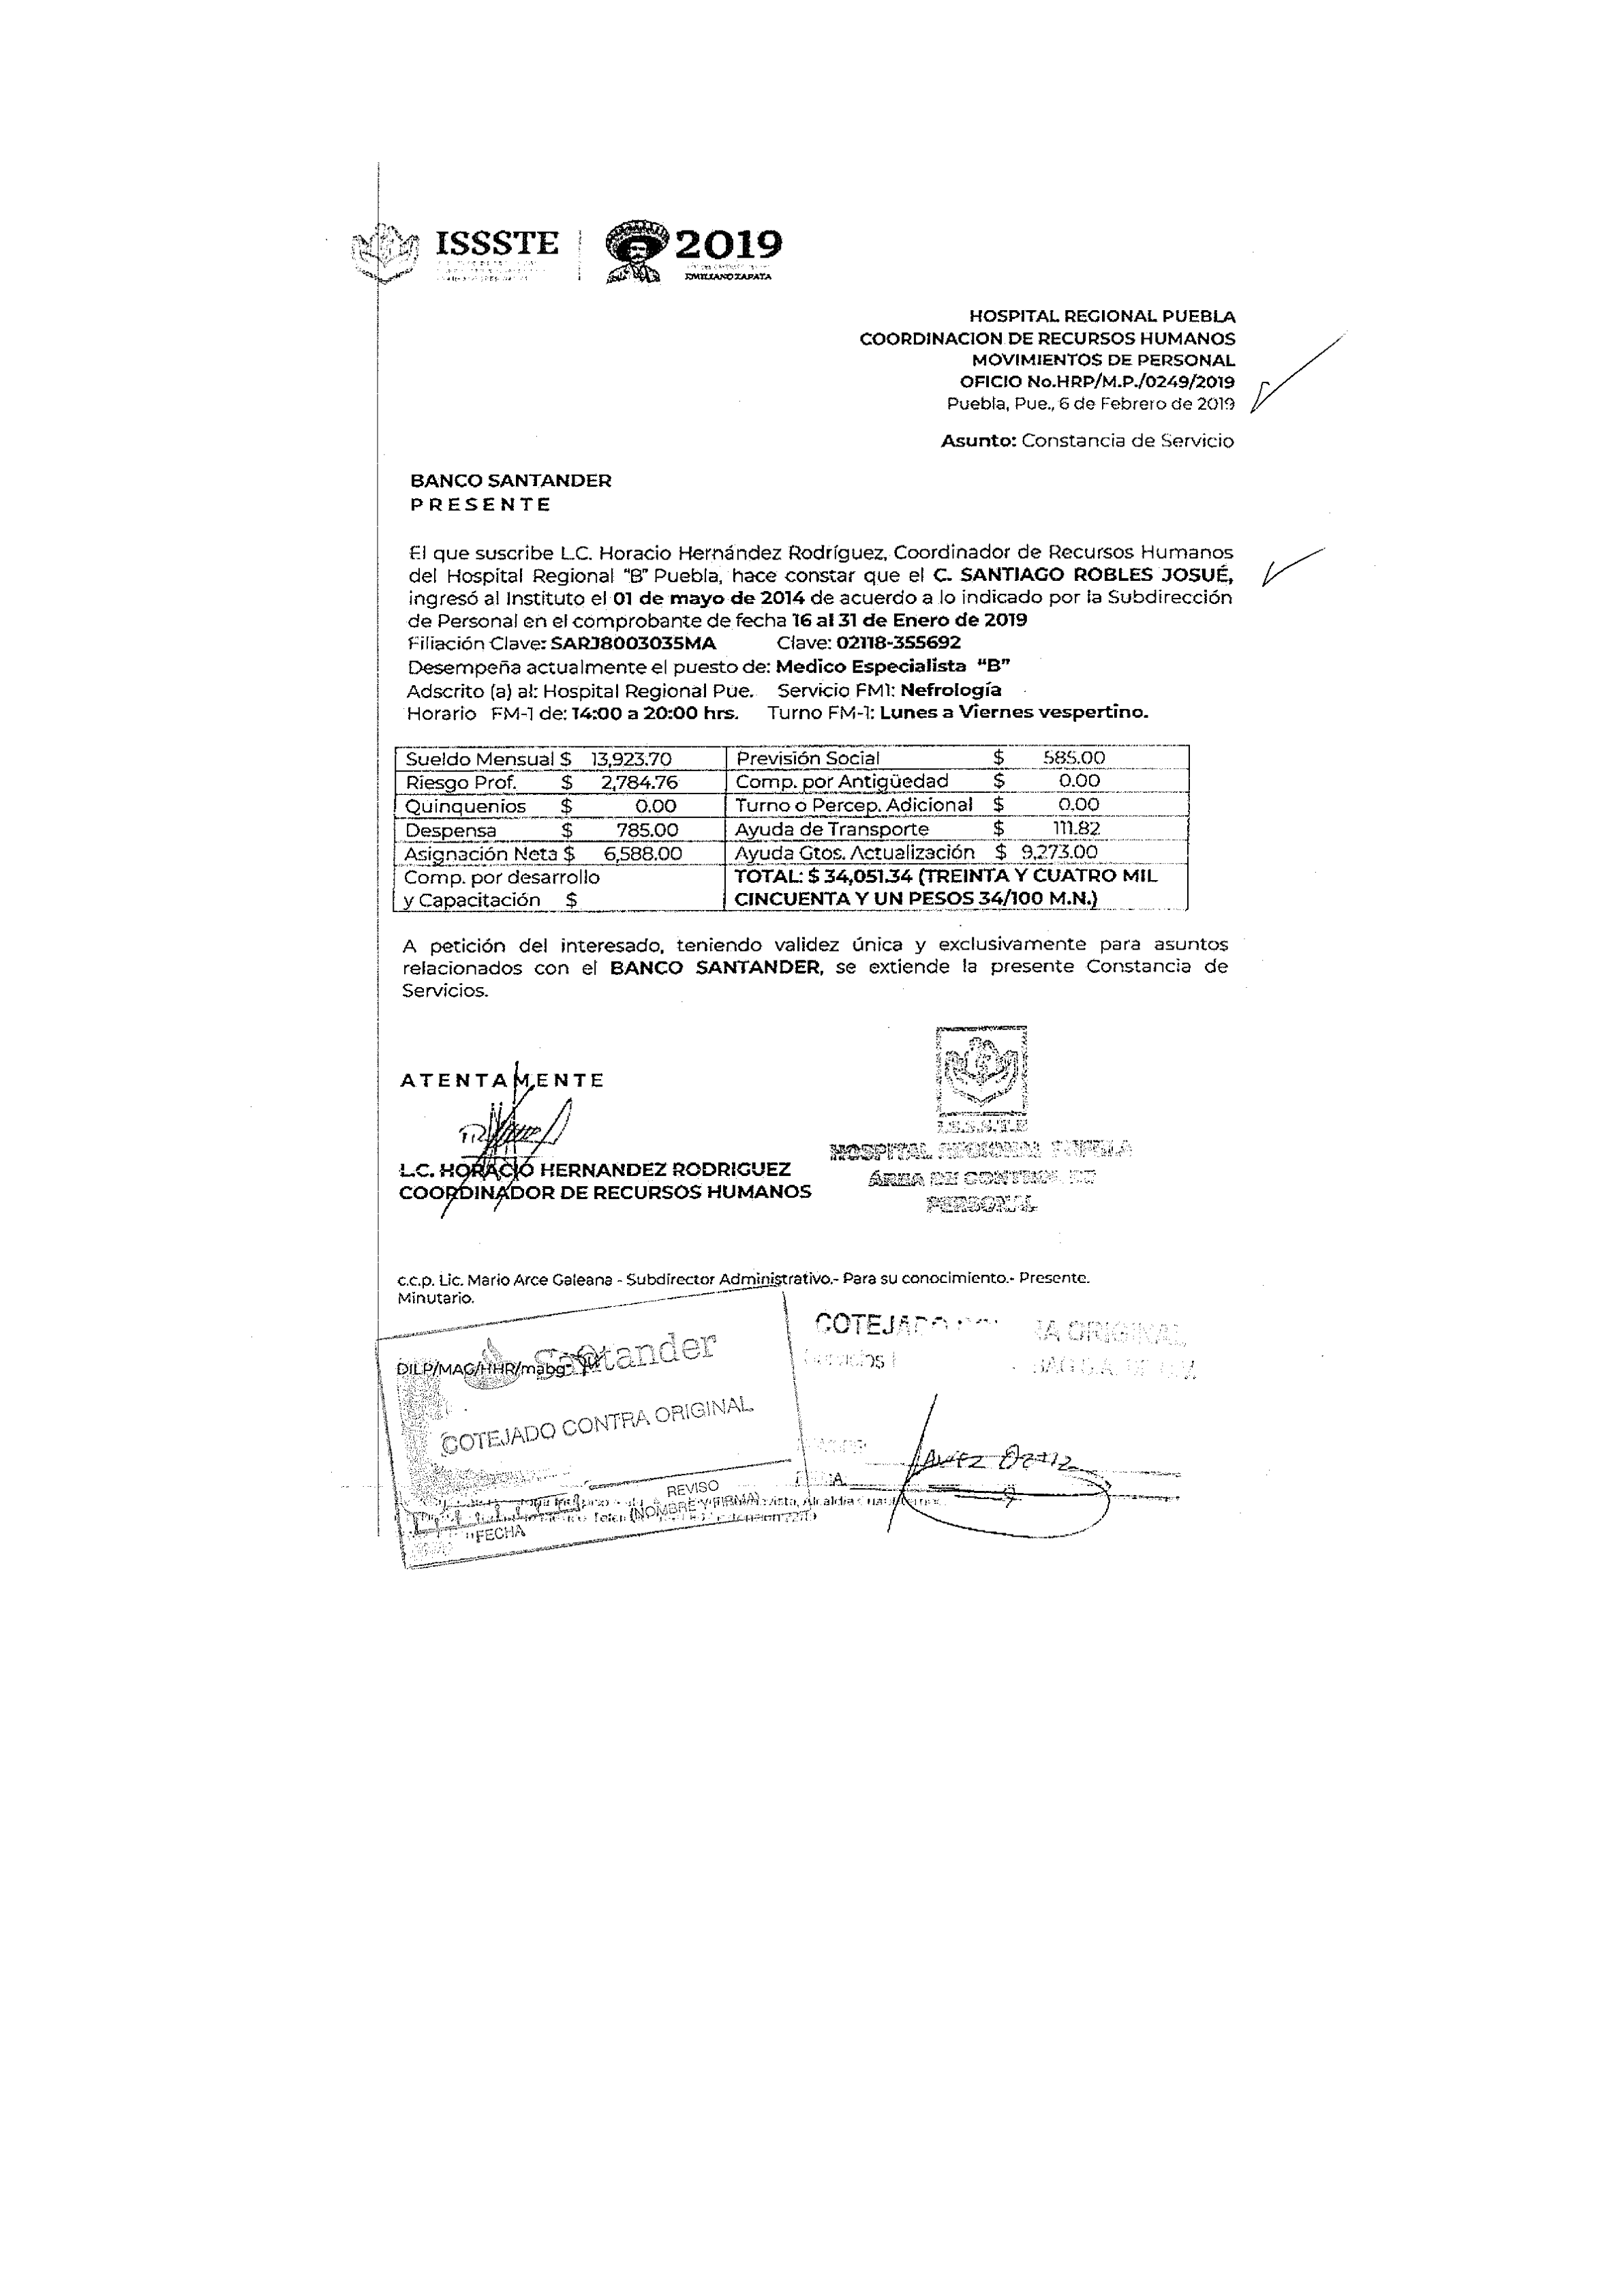 ISSSTE
2019
EMILIANO ZAPATA
HOSPITAL REGIONAL PUEBLA
COORDINACION DE RECURSOS HUMANOS
MOVIMIENTOS DE PERSONAL
OFICIO No.HRP/M.P./0249/2019
Puebla, Pue., 6 de Febrero de 2019
Asunto: Constancia de Servicio
BANCO SANTANDER
PRESENTE
El que suscribe L.C. Horacio Hernández Rodríguez, Coordinador de Recursos Humanos
del Hospital Regional "B" Puebla, hace constar que el C. SANTIAGO ROBLES JOSUÉ,
ingresó al Instituto el 01 de mayo de 2014 de acuerdo a lo indicado por la Subdirección
de Personal en el comprobante de fecha 16 al 31 de Enero de 2019
Filiación Clave: SARJ8003035MA Clave: 02118-355692
Desempeña actualmente el puesto de: Medico Especialista "B"
Adscrito (a) al: Hospital Regional Pue. Servicio FM1: Nefrología
Horario FM-1 de: 14:00 a 20:00 hrs. Turno FM-1: Lunes a Viernes vespertino.
Sueldo Mensual $ 13,923.70 Previsión Social $ 585.00
Riesgo Prof. $ 2,784.76 Comp. por Antigüedad $ 0.00
Quinquenios $ 0.00 Turno o Percep. Adicional $ 0.00
Despensa $ 785.00 Ayuda de Transporte $ 111.82
Asignación Neta $ 6,588.00 Ayuda Gtos. Actualización $ 9,273.00
Comp. por desarrollo TOTAL: $ 34,051.34 (TREINTA Y CUATRO MIL
y Capacitación $ CINCUENTA Y UN PESOS 34/100 M.N.)
A petición del interesado, teniendo validez única y exclusivamente para asuntos
relacionados con el BANCO SANTANDER, se extiende la presente Constancia de
Servicios.
ATENTAMENTE
L.C. HORACIO HERNANDEZ RODRIGUEZ
COORDINADOR DE RECURSOS HUMANOS
I.S.S.S.T.E
HOSPITAL REGIONAL PUEBLA
ÁREA DE CONTROL DE
PERSONAL
c.c.p. Lic. Mario Arce Galeana - Subdirector Administrativo.- Para su conocimiento.- Presente.
Minutario.
DILP/MAG/HHR/mabg
Santander
COTEJADO CONTRA ORIGINAL
REVISO
(NOMBRE Y FIRMA)
FECHA
COTEJADO ORIGINAL